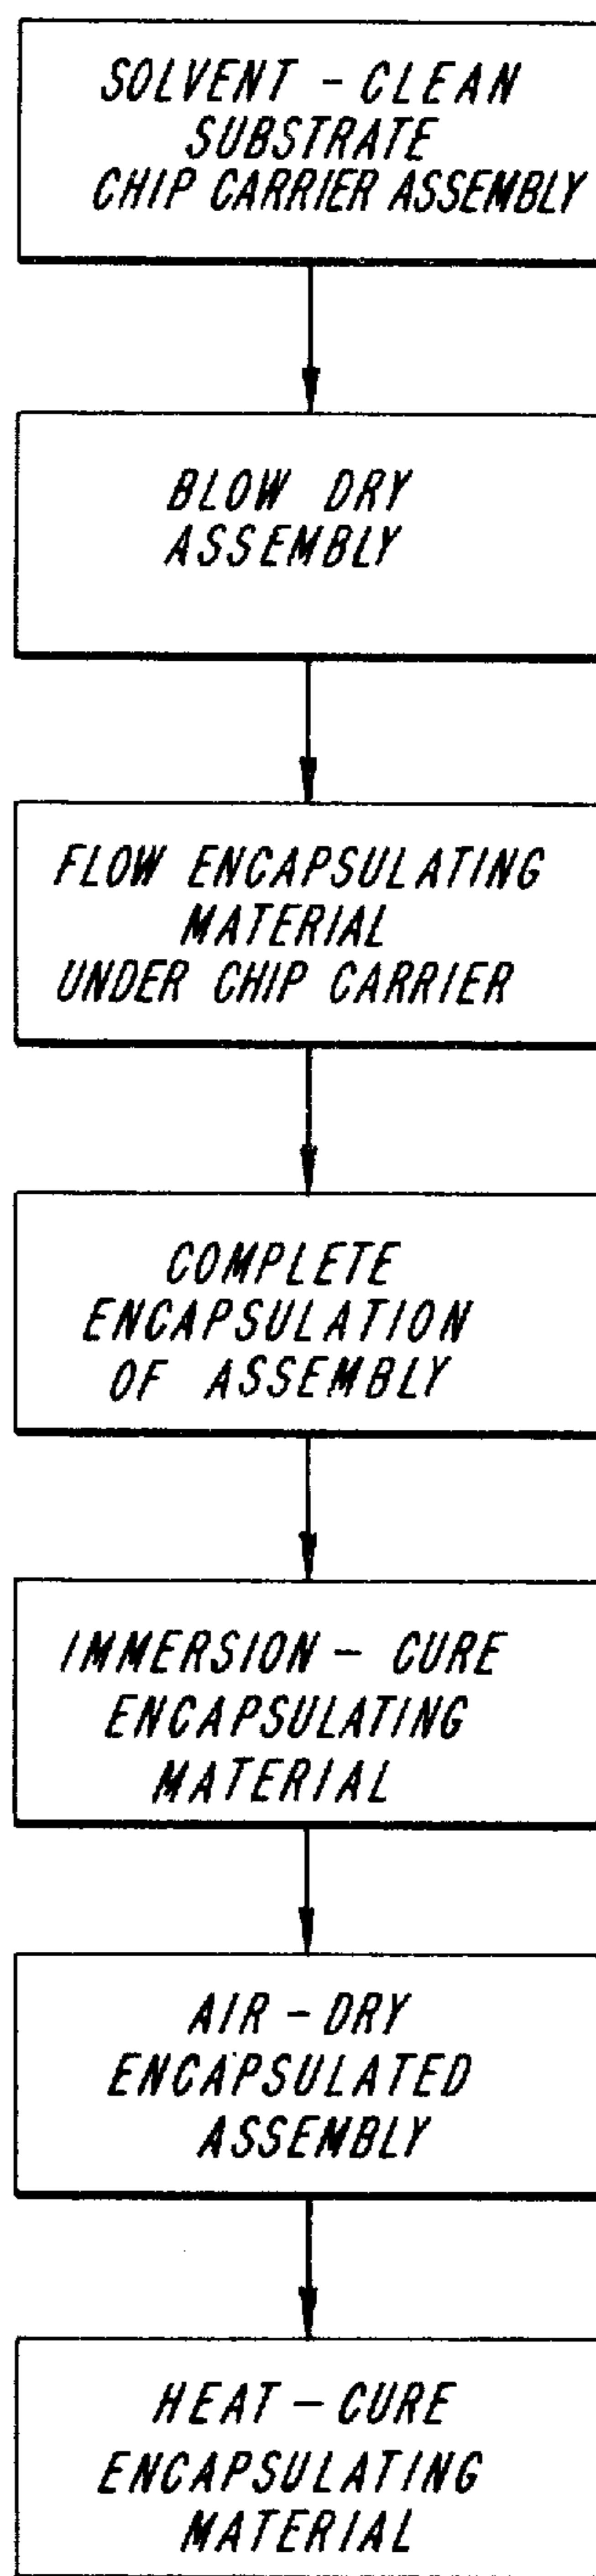 SOLVENT - CLEAN
SUBSTRATE
CHIP CARRIER ASSEMBLY
BLOW DRY
ASSEMBLY
FLOW ENCAPSULATING
MATERIAL
UNDER CHIP CARRIER
COMPLETE
ENCAPSULATION
OF ASSEMBLY
IMMERSION - CURE
ENCAPSULATING
MATERIAL
AIR - DRY
ENCAPSULATED
ASSEMBLY
HEAT - CURE
ENCAPSULATING
MATERIAL